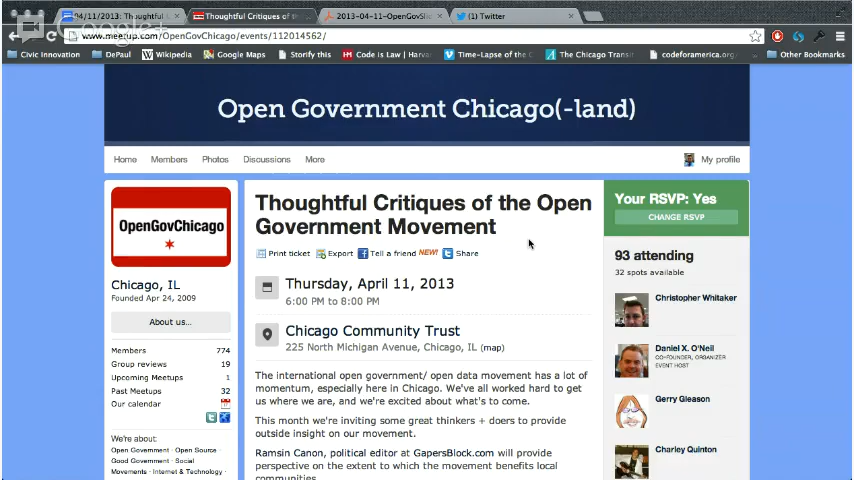 04/11/2013: Thoughtful
Thoughtful Critiques of the
2013-04-11-OpenGovSli
(1) Twitter
Google+
www.meetup.com/OpenGovChicago/events/112014562/
Civic Innovation
DePaul
Wikipedia
Google Maps
Storify this
Code is Law | Harvar
Time-Lapse of the C
The Chicago Transit
codeforamerica.org
Other Bookmarks
Open Government Chicago(-land)
Home Members Photos Discussions More
My profile
OpenGovChicago
Chicago, IL
Founded Apr 24, 2009
About us...
Members 774
Group reviews 19
Upcoming Meetups 1
Past Meetups 32
Our calendar
We're about:
Open Government · Open Source ·
Good Government · Social
Movements · Internet & Technology ·
Thoughtful Critiques of the Open
Government Movement
Print ticket Export Tell a friend NEW! Share
Thursday, April 11, 2013
6:00 PM to 8:00 PM
Chicago Community Trust
225 North Michigan Avenue, Chicago, IL (map)
The international open government/ open data movement has a lot of
momentum, especially here in Chicago. We've all worked hard to get
us where we are, and we're excited about what's to come.
This month we're inviting some great thinkers + doers to provide
outside insight on our movement.
Ramsin Canon, political editor at GapersBlock.com will provide
perspective on the extent to which the movement benefits local
communities.
Your RSVP: Yes
CHANGE RSVP
93 attending
32 spots available
Christopher Whitaker
Daniel X. O'Neil
CO-FOUNDER, ORGANIZER
EVENT HOST
Gerry Gleason
Charley Quinton